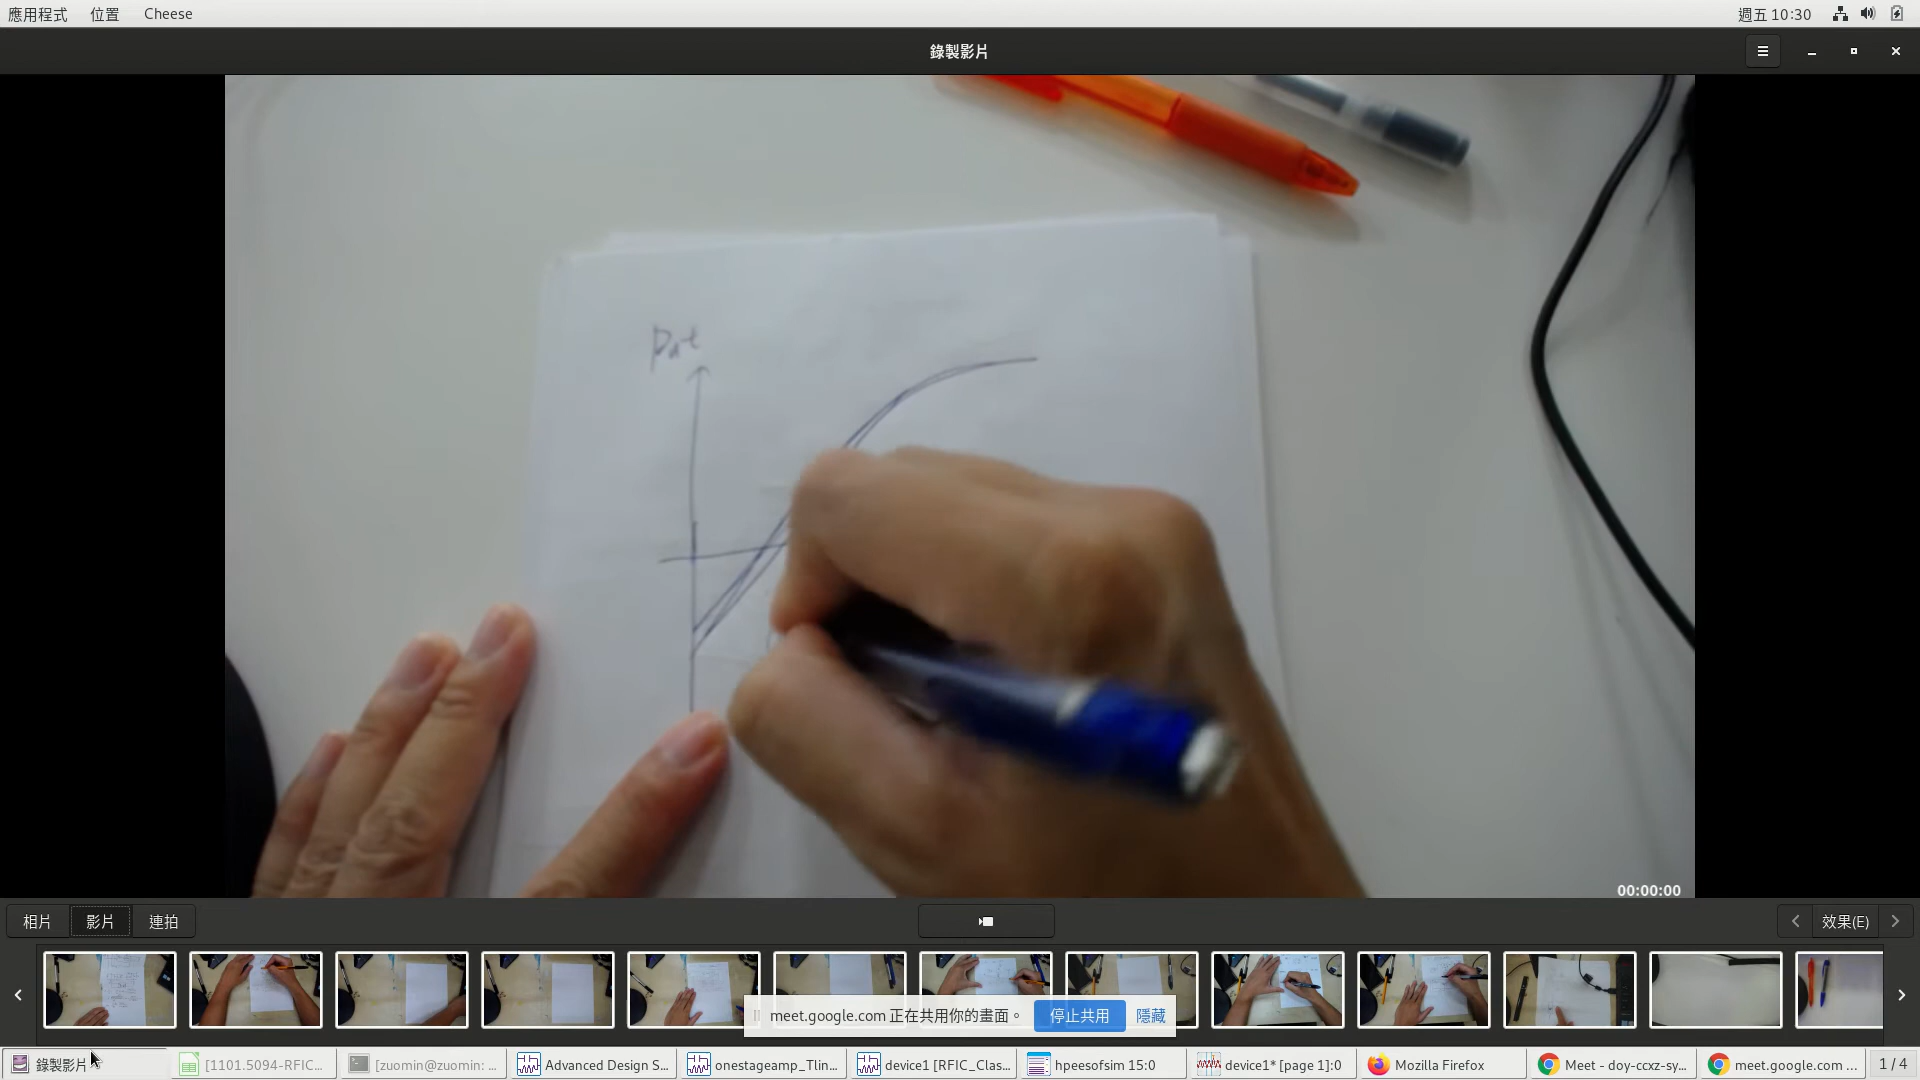 應用程式 位置 Cheese 週五 10:30
錄製影片
Pout
00:00:00
相片 影片 連拍 效果(E)
meet.google.com 正在共用你的畫面。 停止共用 隱藏
錄製影片 [1101.5094-RFIC... [zuomin@zuomin: ... Advanced Design S... onestageamp_Tlin... device1 [RFIC_Clas... hpeesofsim 15:0 device1* [page 1]:0 Mozilla Firefox Meet - doy-ccxz-sy... meet.google.com ... 1 / 4